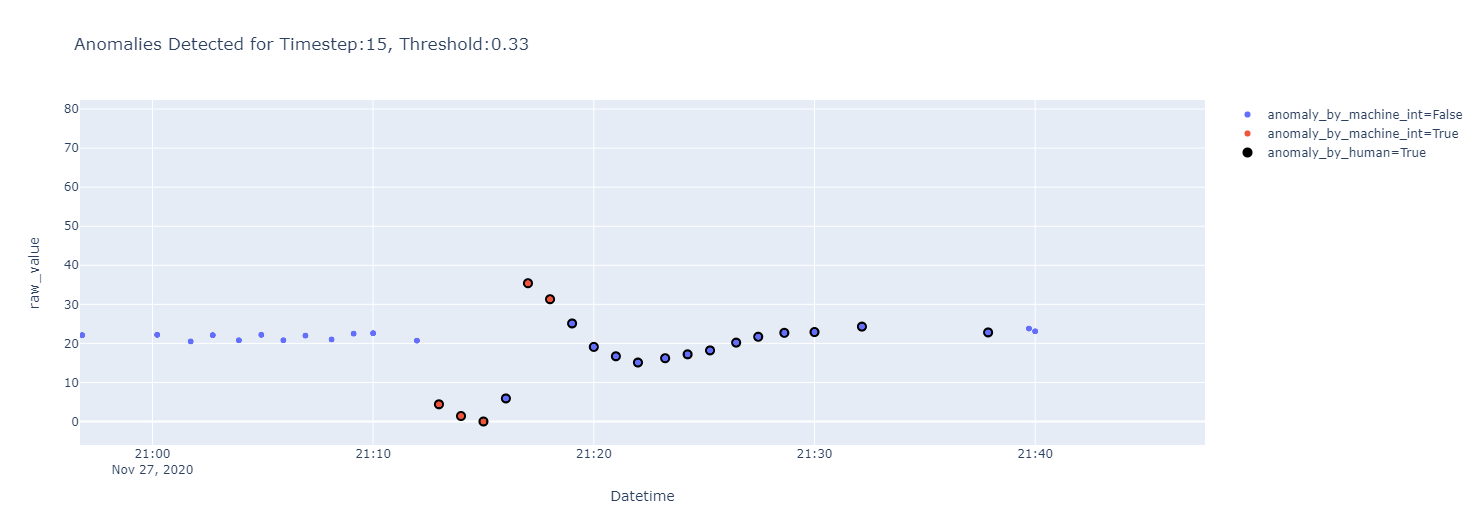 Anomalies Detected for Timestep:15, Threshold:0.33
80
70
60
50
40
30
20
10
0
raw_value
21:00
21:10
21:20
21:30
21:40
Nov 27, 2020
Datetime
anomaly_by_machine_int=False
anomaly_by_machine_int=True
anomaly_by_human=True